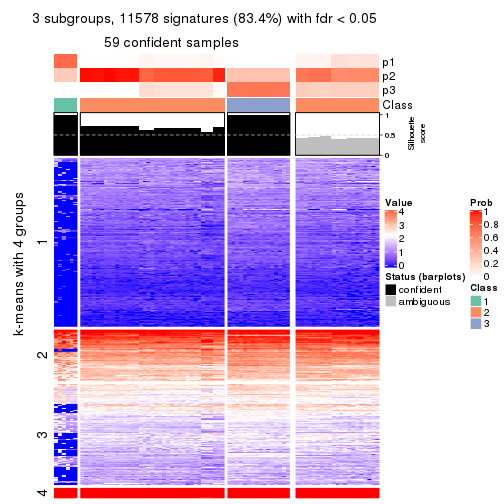 3 subgroups, 11578 signatures (83.4%) with fdr < 0.05
59 confident samples
p1
p2
p3
Class
1
0.5
0
Silhouette
score
k-means with 4 groups
1
2
3
4
Value
4
3
2
1
0
Status (barplots)
confident
ambiguous
Prob
1
0.8
0.6
0.4
0.2
0
Class
1
2
3